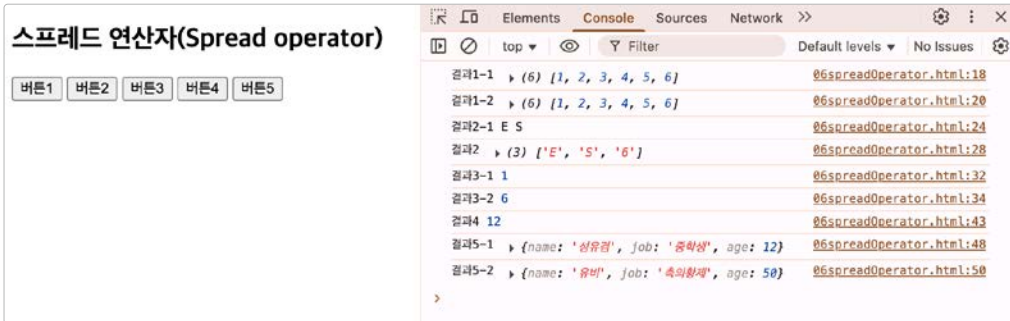 스프레드 연산자(Spread operator)
버튼1 버튼2 버튼3 버튼4 버튼5
Elements Console Sources Network
top Filter Default levels No Issues
결과1-1 (6) [1, 2, 3, 4, 5, 6] 06spreadOperator.html:18
결과1-2 (6) [1, 2, 3, 4, 5, 6] 06spreadOperator.html:20
결과2-1 E S 06spreadOperator.html:24
결과2 (3) ['E', 'S', '6'] 06spreadOperator.html:28
결과3-1 1 06spreadOperator.html:32
결과3-2 6 06spreadOperator.html:34
결과4 12 06spreadOperator.html:43
결과5-1 {name: '성유겸', job: '중학생', age: 12} 06spreadOperator.html:48
결과5-2 {name: '유비', job: '촉의황제', age: 50} 06spreadOperator.html:50